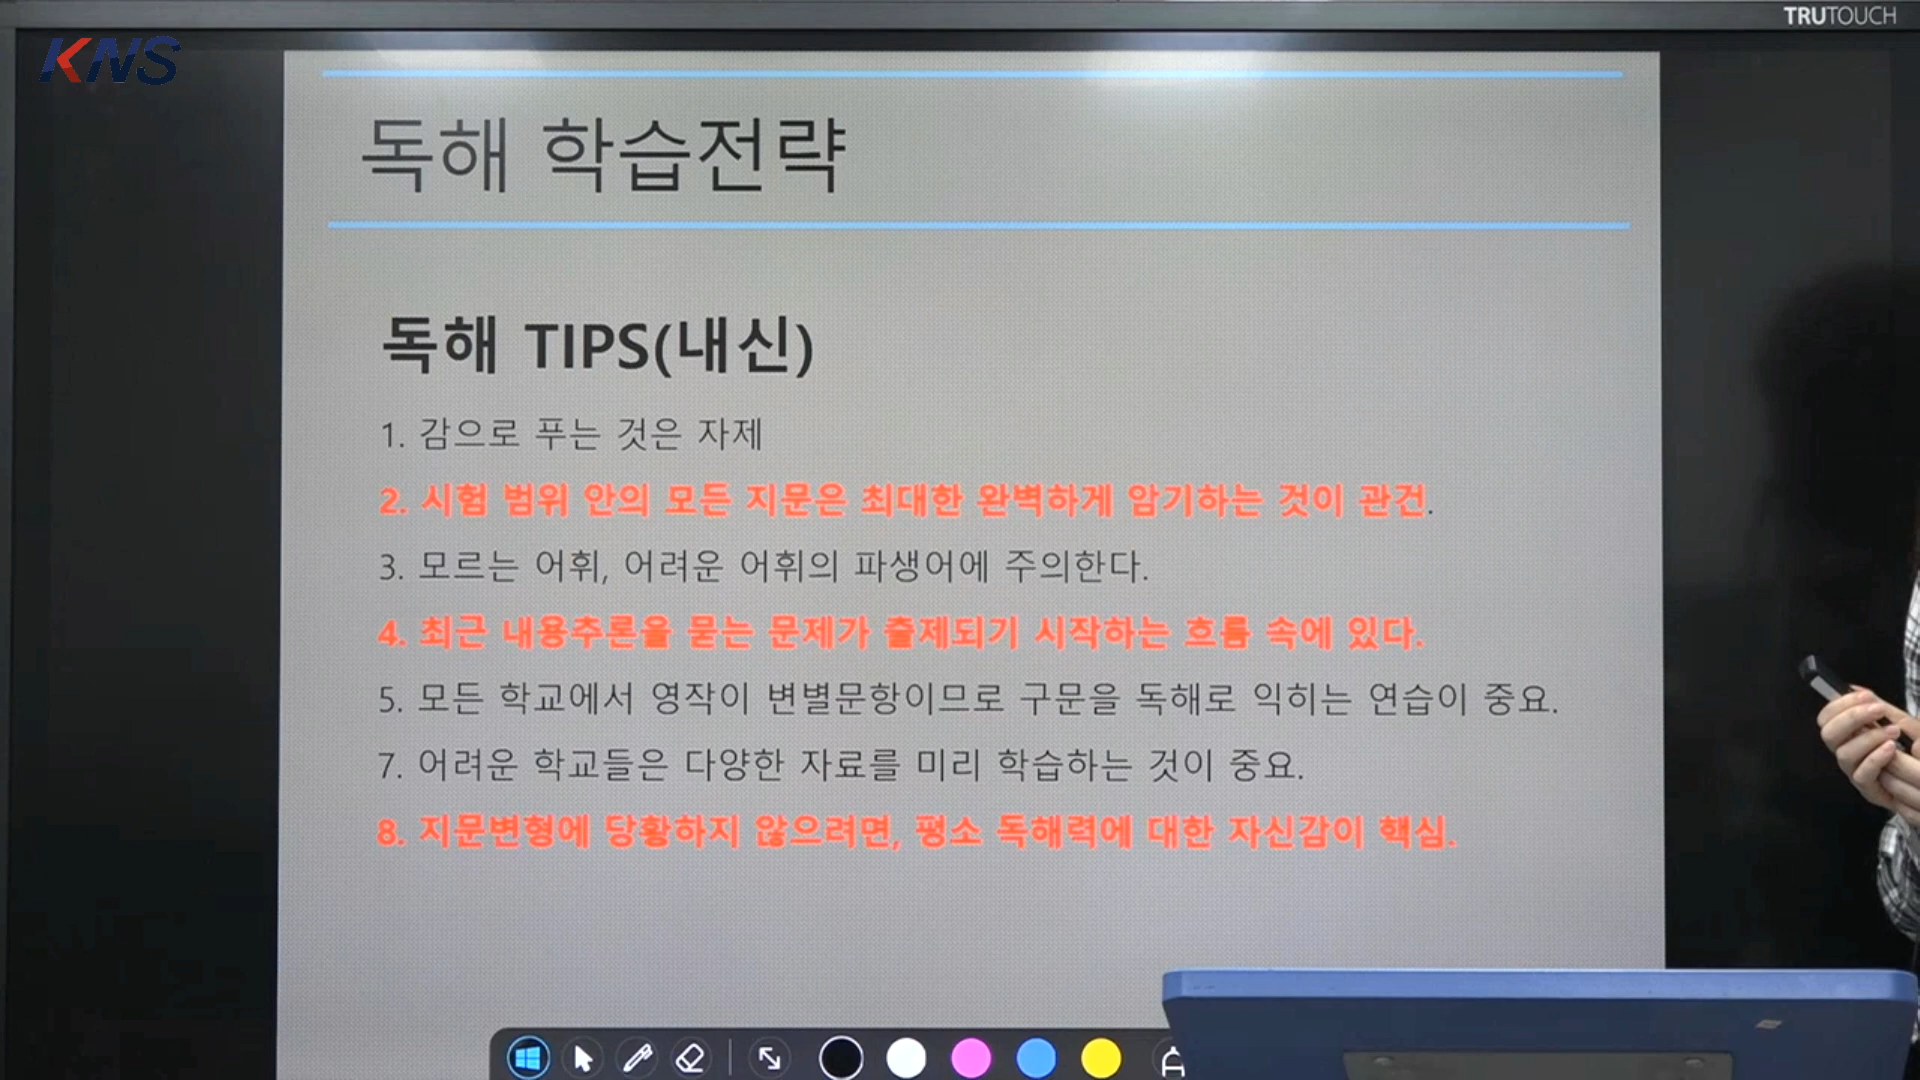 TRUTOUCH
KNS
독해 학습전략
독해 TIPS(내신)
1. 감으로 푸는 것은 자제
2. 시험 범위 안의 모든 지문은 최대한 완벽하게 암기하는 것이 관건.
3. 모르는 어휘, 어려운 어휘의 파생어에 주의한다.
4. 최근 내용추론을 묻는 문제가 출제되기 시작하는 흐름 속에 있다.
5. 모든 학교에서 영작이 변별문항이므로 구문을 독해로 익히는 연습이 중요.
7. 어려운 학교들은 다양한 자료를 미리 학습하는 것이 중요.
8. 지문변형에 당황하지 않으려면, 평소 독해력에 대한 자신감이 핵심.